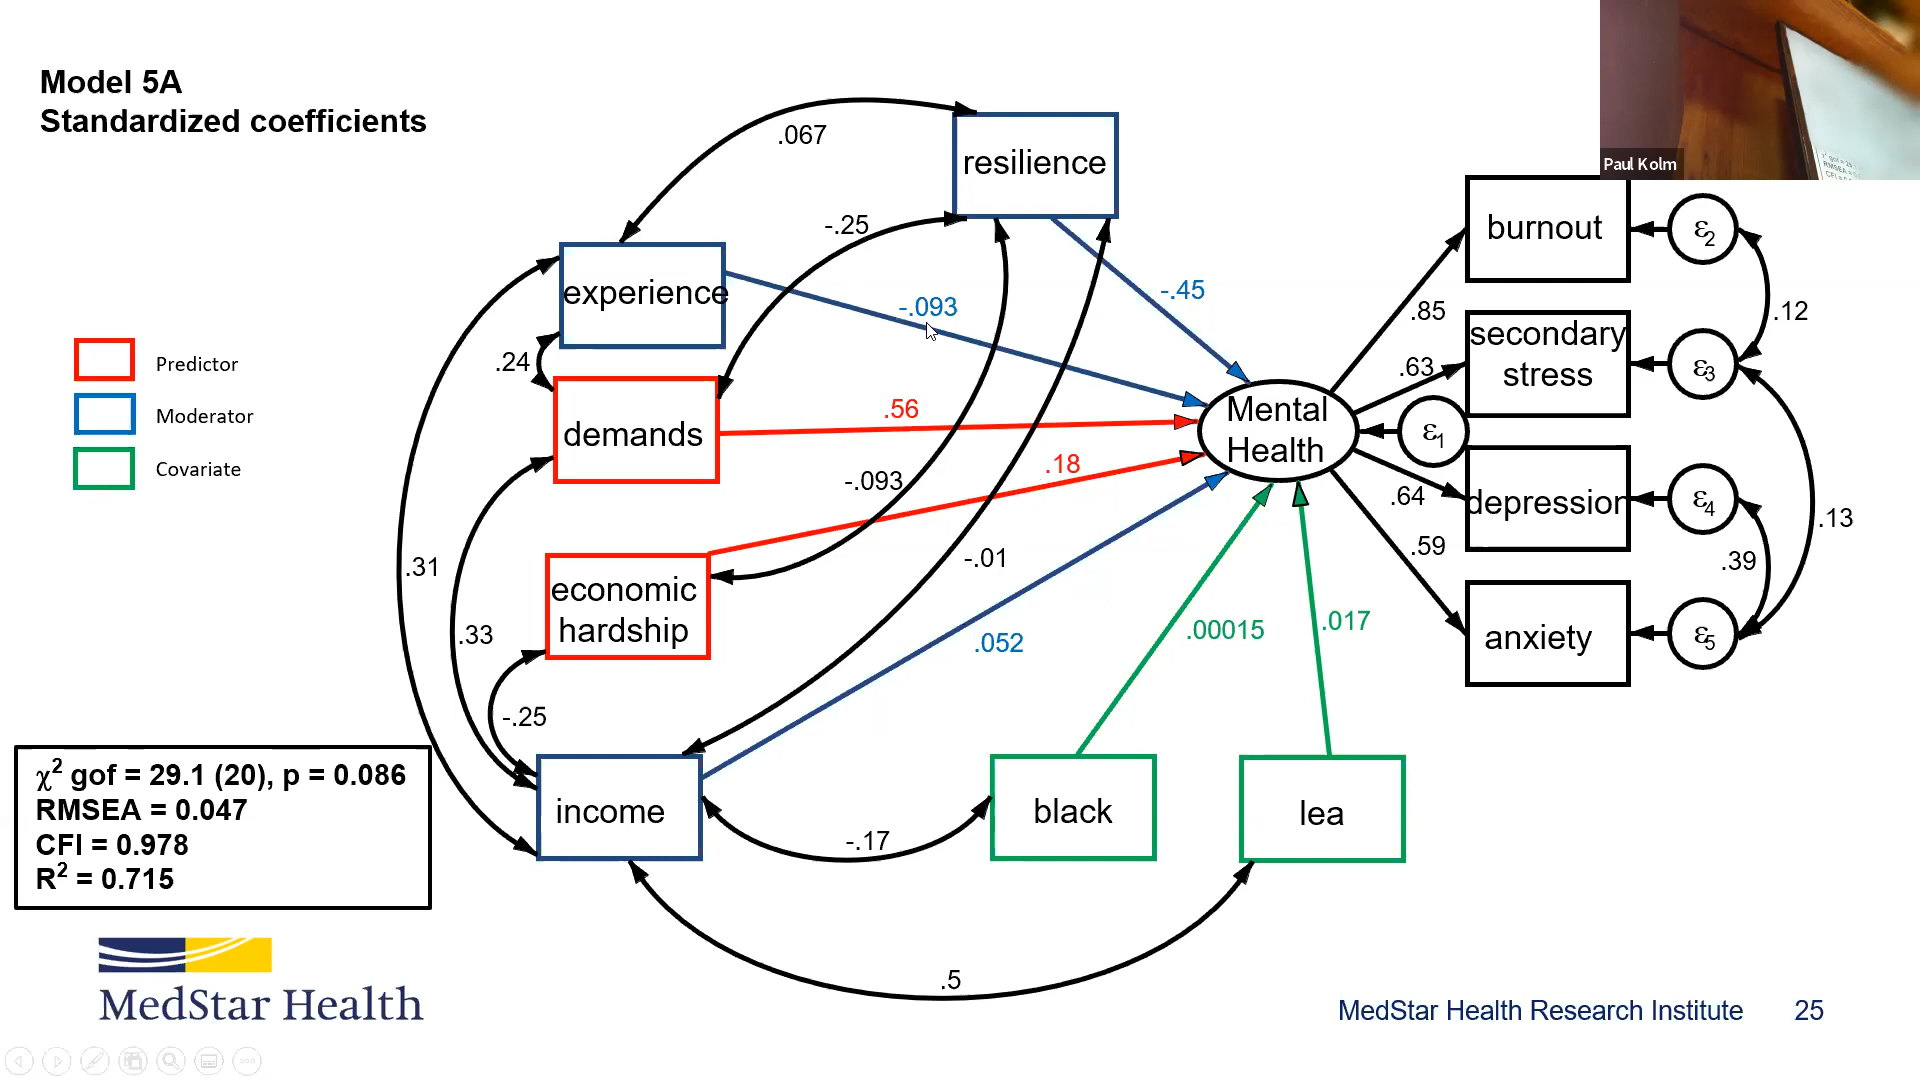 Model 5A
Standardized coefficients
Paul Kolm
.067
resilience
-.25
experience
-.093
-.45
burnout
ε2
.12
.85
secondary
stress
ε3
.63
Predictor
Moderator
Covariate
.24
demands
.56
Mental
Health
ε1
.18
-.093
.64
depression
ε4
.13
.59
.39
.31
economic
hardship
-.01
.33
.052
.00015
.017
anxiety
ε5
-.25
χ2 gof = 29.1 (20), p = 0.086
RMSEA = 0.047
CFI = 0.978
R2 = 0.715
income
-.17
black
lea
.5
MedStar Health
MedStar Health Research Institute 25